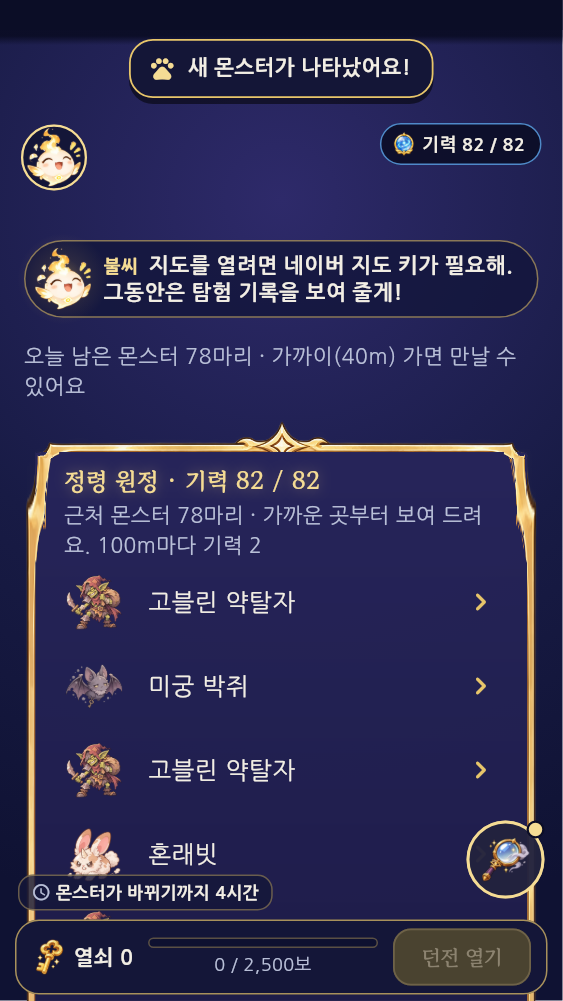 새 몬스터가 나타났어요!
기력 82 / 82
불씨 지도를 열려면 네이버 지도 키가 필요해.
그동안은 탐험 기록을 보여 줄게!
오늘 남은 몬스터 78마리 · 가까이(40m) 가면 만날 수
있어요
정령 원정 · 기력 82 / 82
근처 몬스터 78마리 · 가까운 곳부터 보여 드려
요. 100m마다 기력 2
고블린 약탈자
미궁 박쥐
고블린 약탈자
혼래빗
몬스터가 바뀌기까지 4시간
열쇠 0
0 / 2,500보
던전 열기